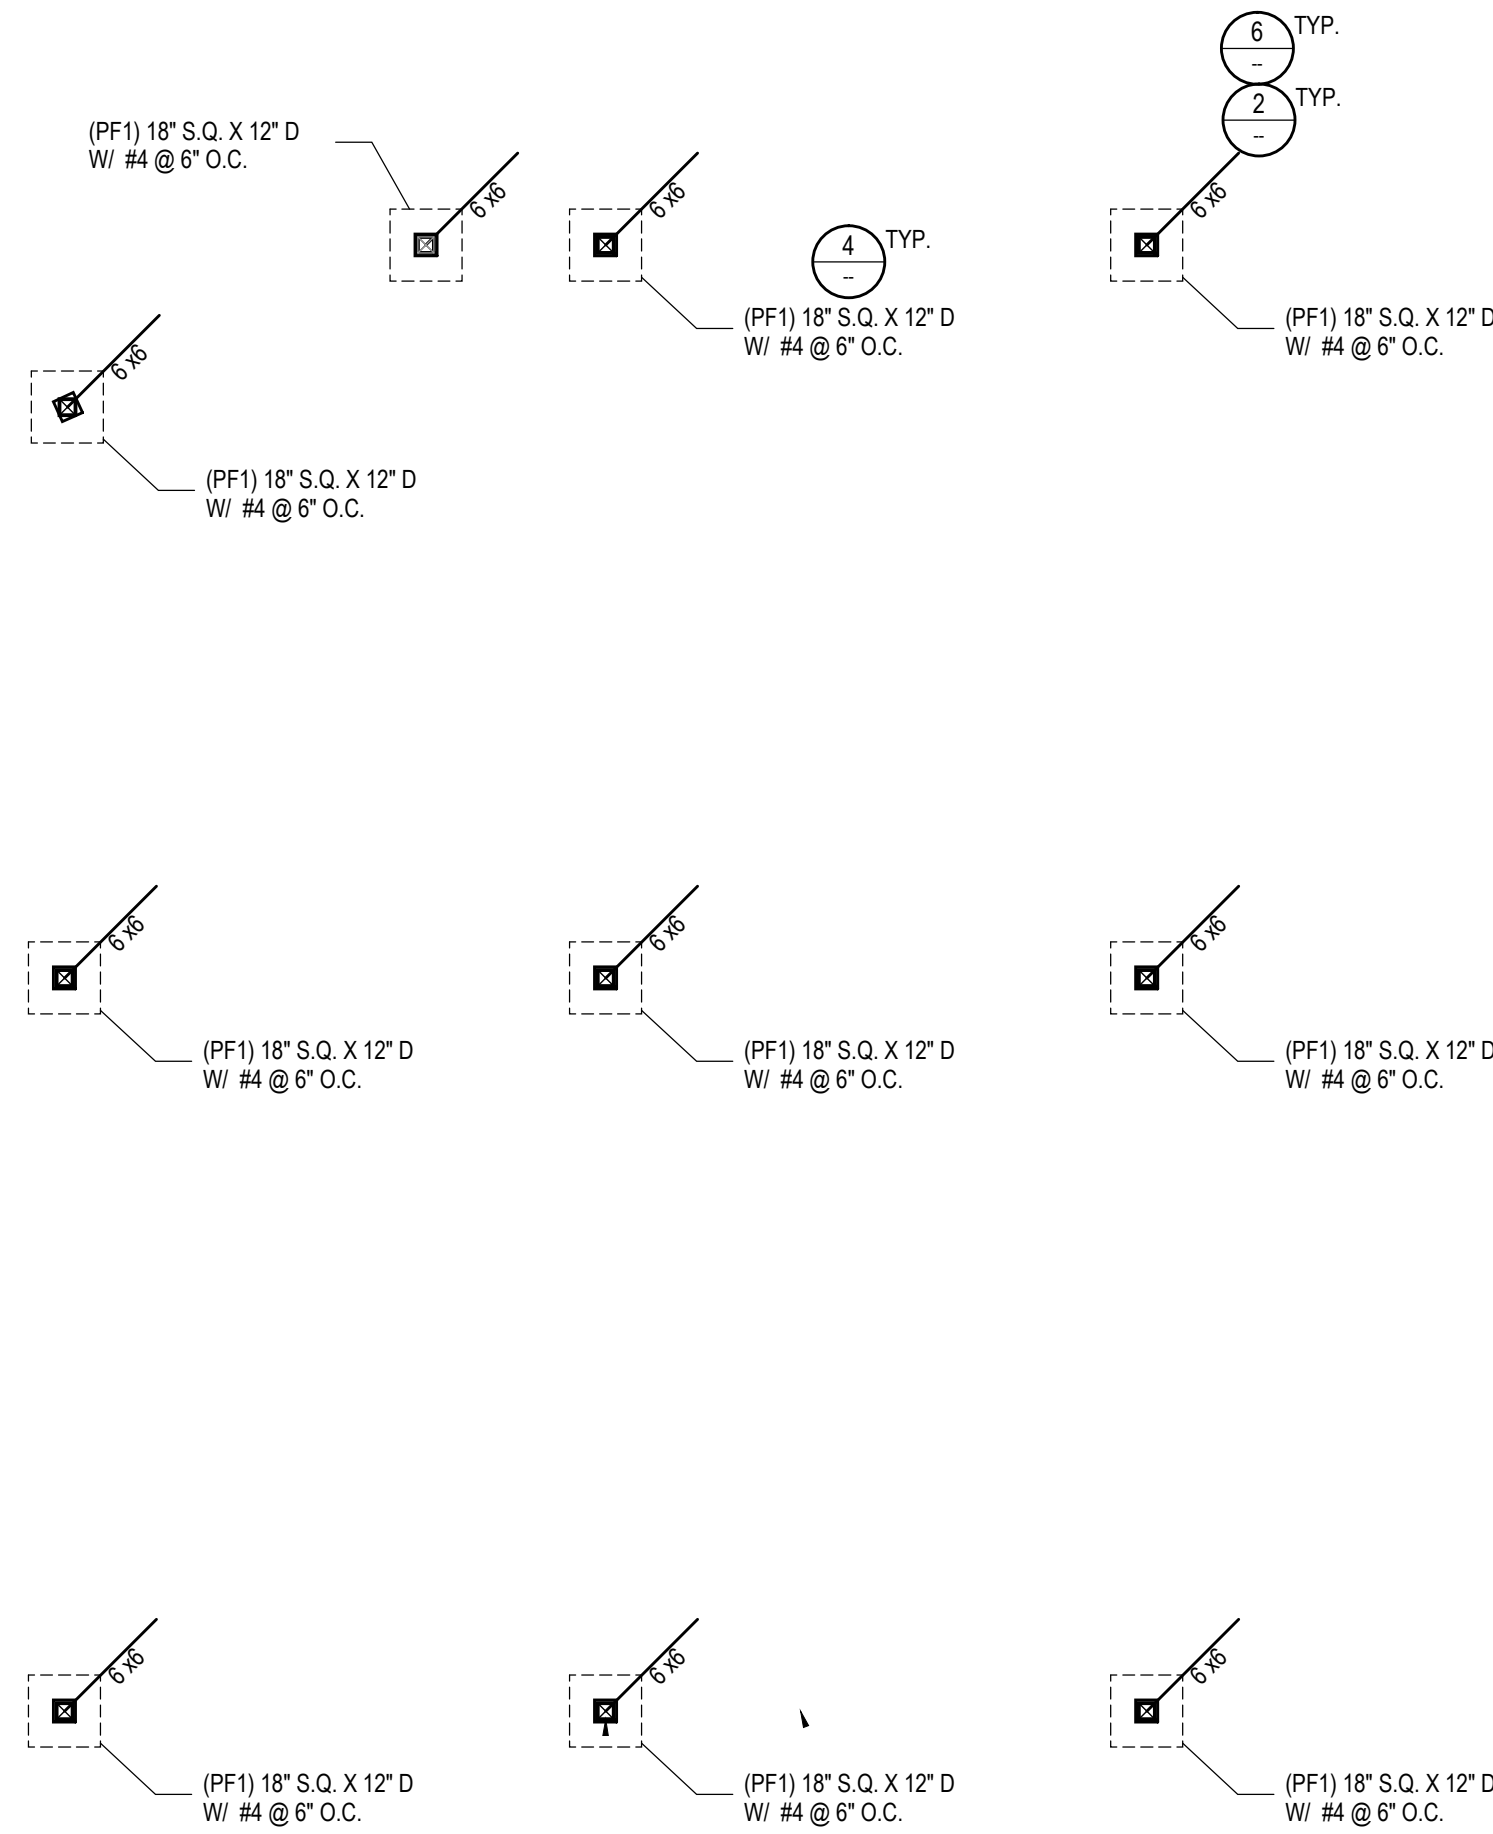 6
--
TYP.
2
--
TYP.
(PF1) 18" S.Q. X 12" D
W/ #4 @ 6" O.C.
6 x6
6 x6
6 x6
4
--
TYP.
(PF1) 18" S.Q. X 12" D
W/ #4 @ 6" O.C.
(PF1) 18" S.Q. X 12" D
W/ #4 @ 6" O.C.
6 x6
(PF1) 18" S.Q. X 12" D
W/ #4 @ 6" O.C.
6 x6
6 x6
6 x6
(PF1) 18" S.Q. X 12" D
W/ #4 @ 6" O.C.
(PF1) 18" S.Q. X 12" D
W/ #4 @ 6" O.C.
(PF1) 18" S.Q. X 12" D
W/ #4 @ 6" O.C.
6 x6
6 x6
6 x6
(PF1) 18" S.Q. X 12" D
W/ #4 @ 6" O.C.
(PF1) 18" S.Q. X 12" D
W/ #4 @ 6" O.C.
(PF1) 18" S.Q. X 12" D
W/ #4 @ 6" O.C.